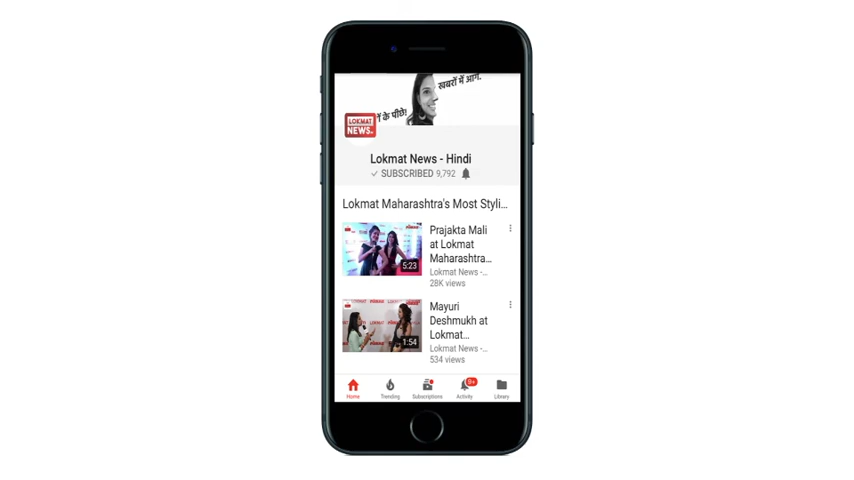 खबरों में आग.
ों के पीछे!
LOKMAT
NEWS.
Lokmat News - Hindi
SUBSCRIBED 9,792
Lokmat Maharashtra's Most Styli...
Prajakta Mali
at Lokmat
Maharashtra...
Lokmat News -...
28K views
5:23
Mayuri
Deshmukh at
Lokmat...
Lokmat News -...
534 views
LOKMAT
1:54
9+
Home Trending Subscriptions Activity Library